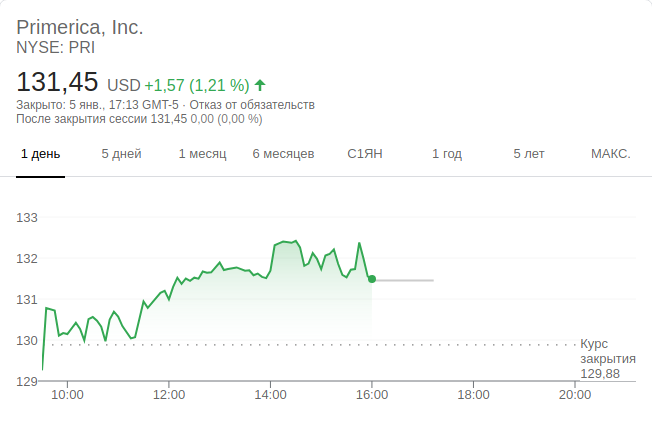 Primerica, Inc.
NYSE: PRI
131,45 USD +1,57 (1,21 %)
Закрыто: 5 янв., 17:13 GMT-5 · Отказ от обязательств
После закрытия сессии 131,45 0,00 (0,00 %)
1 день 5 дней 1 месяц 6 месяцев С1ЯН 1 год 5 лет МАКС.
133
132
131
130
129
Курс
закрытия
129,88
10:00 12:00 14:00 16:00 18:00 20:00